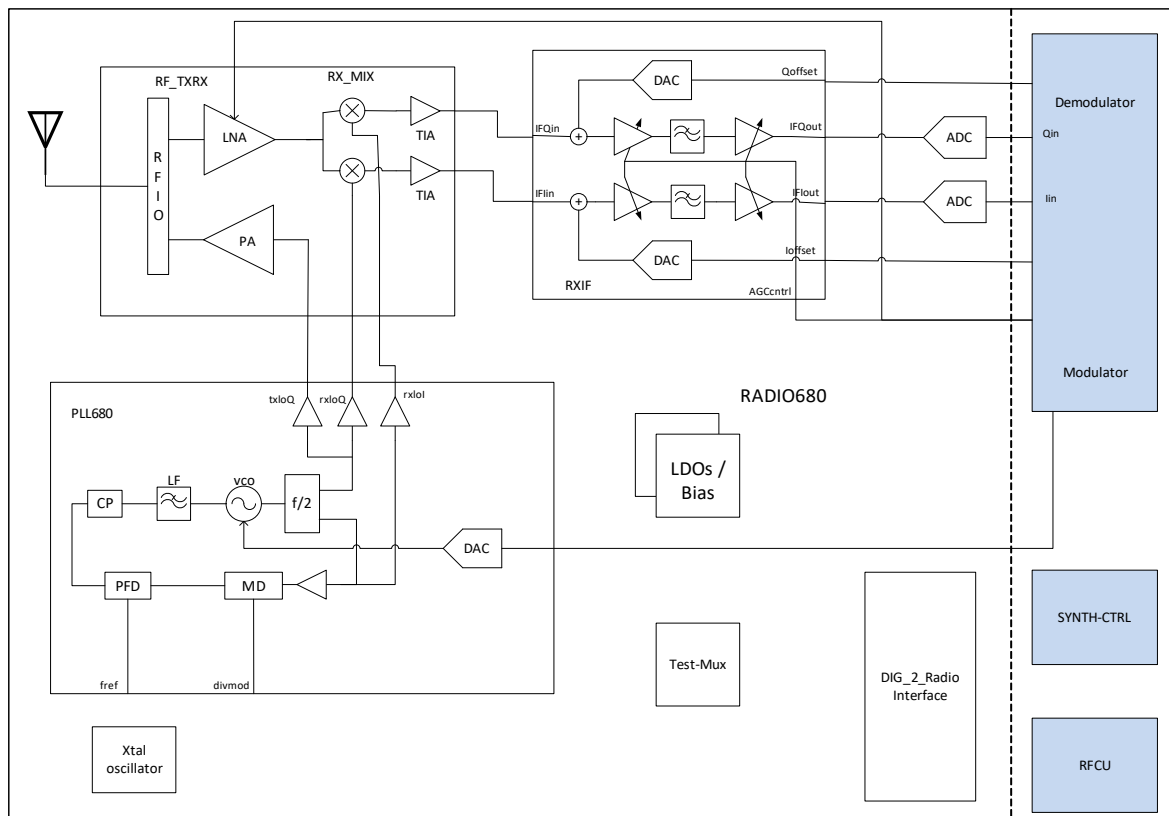 RF_TXRX
RX_MIX
LNA
TIA
TIA
RFIO
PA
DAC
Qoffset
IFQin
+
IFQout
ADC
Qin
IFIin
+
IFIout
ADC
Iin
DAC
Ioffset
RXIF
AGCcntrl
Demodulator
Modulator
RADIO680
PLL680
txloQ
rxloQ
rxloI
LF
vco
CP
f/2
DAC
PFD
MD
fref
divmod
LDOs /
Bias
Test-Mux
DIG_2_Radio
Interface
SYNTH-CTRL
RFCU
Xtal
oscillator